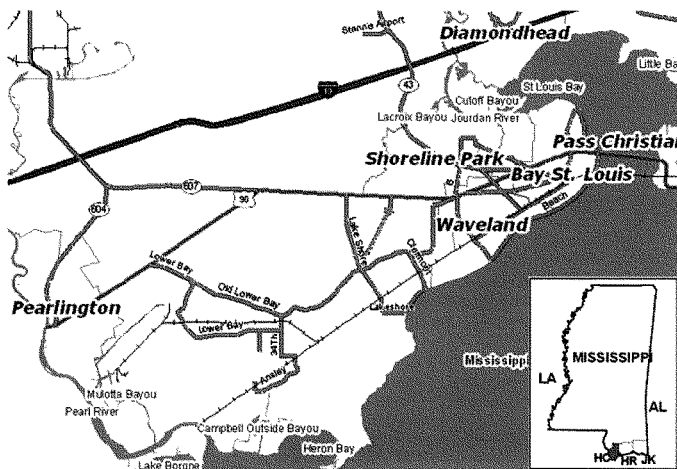 Diamondhead
Stennis Airport
Little Ba
St Louis Bay
43
Cutoff Bayou
Lacroix Bayou
Jourdan River
Pass Christian
Shoreline Park
Bay St. Louis
607
90
604
Beach
Waveland
Lake Shore
Clermont
Lower Bay
Old Lower Bay
Lakeshore
Pearlington
Lower Bay
34Th
Ansley
Mississippi
MISSISSIPPI
LA
AL
Mulotta Bayou
Pearl River
Campbell Outside Bayou
Heron Bay
Lake Borgne
HC
HR
JK